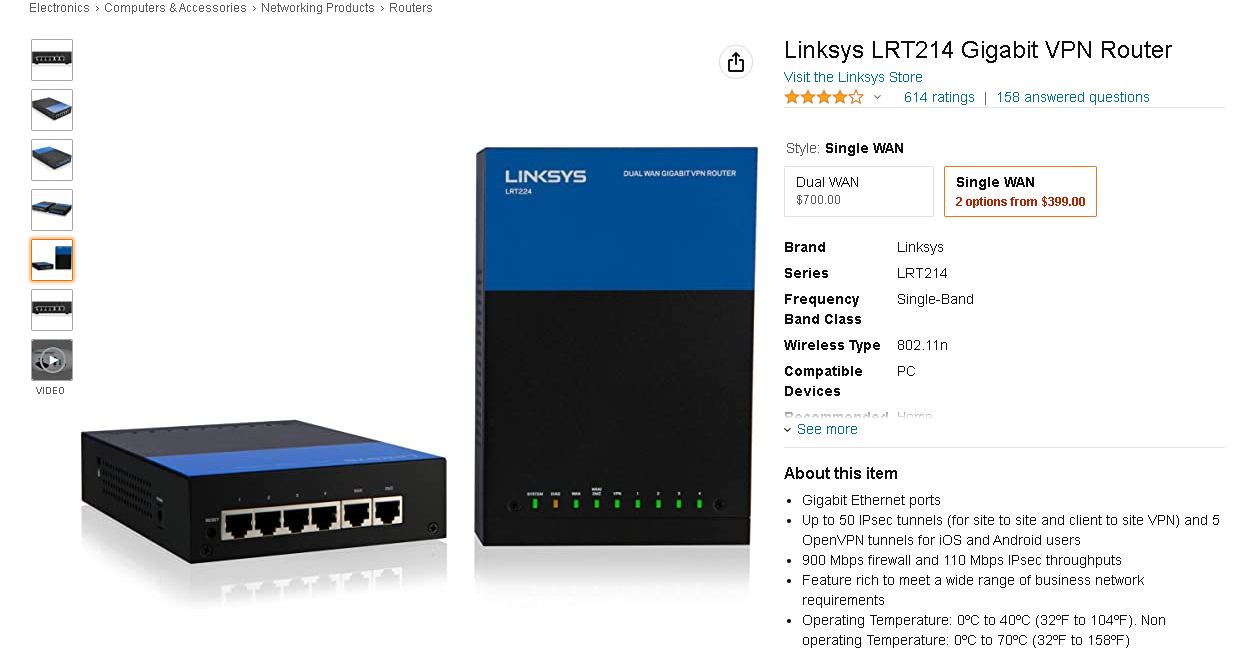 Electronics › Computers & Accessories › Networking Products › Routers
VIDEO
LINKSYS
LRT224
DUAL WAN GIGABIT VPN ROUTER
SYSTEM DIAG WAN WAN/DMZ VPN 1 2 3 4
1 2 3 4 WAN DMZ
RESET
Linksys LRT214 Gigabit VPN Router
Visit the Linksys Store
614 ratings | 158 answered questions
Style: Single WAN
Dual WAN
$700.00
Single WAN
2 options from $399.00
Brand Linksys
Series LRT214
Frequency Single-Band
Band Class
Wireless Type 802.11n
Compatible PC
Devices
Recommended Home
See more
About this item
• Gigabit Ethernet ports
• Up to 50 IPsec tunnels (for site to site and client to site VPN) and 5
OpenVPN tunnels for iOS and Android users
• 900 Mbps firewall and 110 Mbps IPsec throughputs
• Feature rich to meet a wide range of business network
requirements
• Operating Temperature: 0ºC to 40ºC (32ºF to 104ºF). Non
operating Temperature: 0ºC to 70ºC (32ºF to 158ºF)